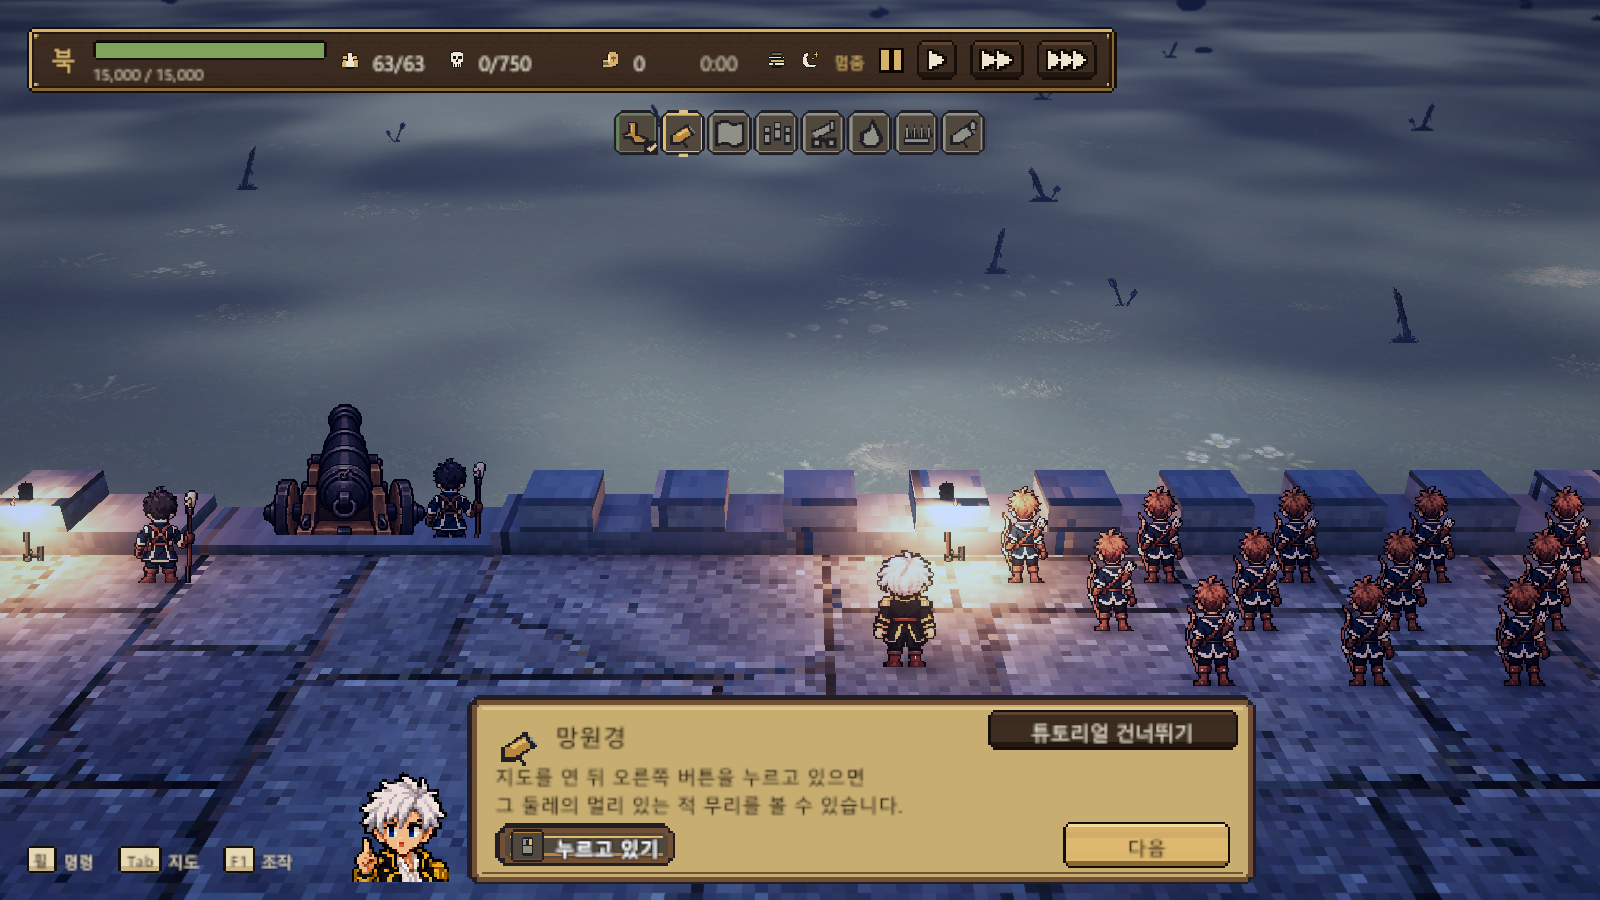 북
15,000 / 15,000
63/63
0/750
0
0:00
멈춤
망원경
튜토리얼 건너뛰기
지도를 연 뒤 오른쪽 버튼을 누르고 있으면
그 둘레의 멀리 있는 적 무리를 볼 수 있습니다.
누르고 있기
다음
휠 명령
Tab 지도
F1 조작